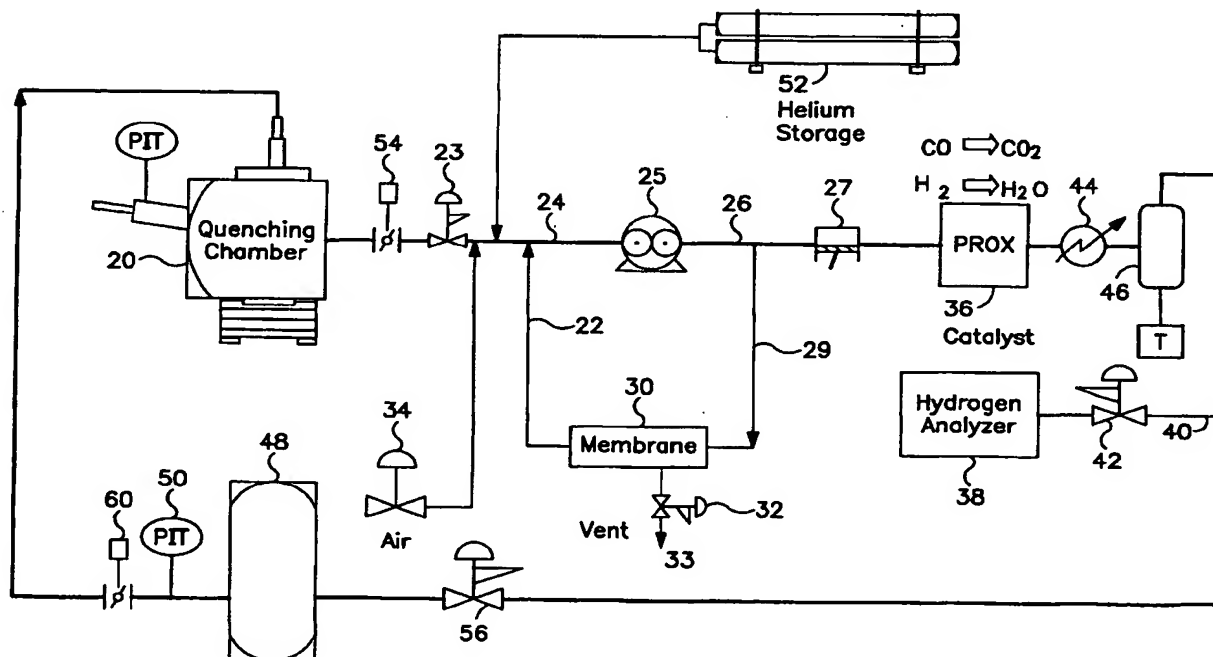 52
Helium
Storage
PIT
54
23
CO ⇒ CO2
H2 ⇒ H2O
25
24
26
27
44
Quenching
Chamber
20
PROX
46
36
Catalyst
T
22
29
34
30
Membrane
Hydrogen
Analyzer
42
40
38
48
60
50
PIT
Air
Vent
32
33
56